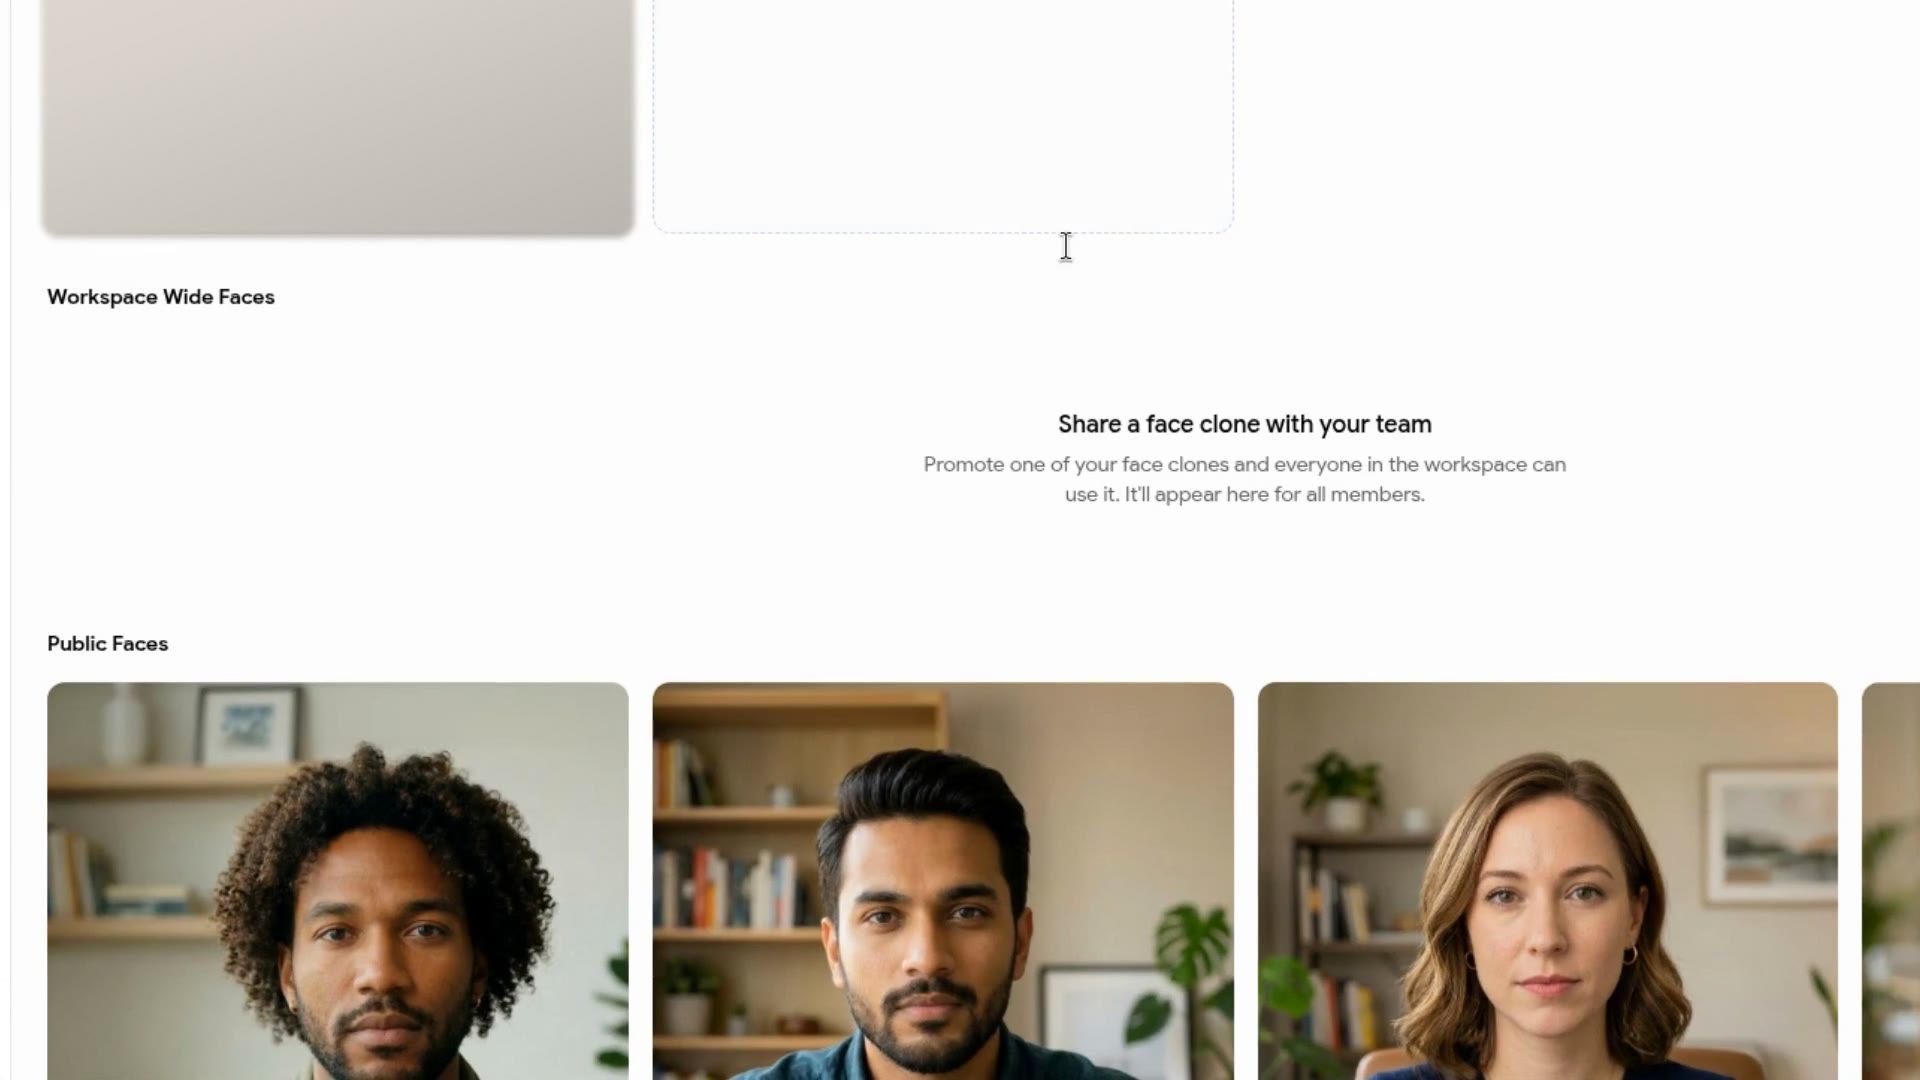 Workspace Wide Faces
Share a face clone with your team
Promote one of your face clones and everyone in the workspace can
use it. It'll appear here for all members.
Public Faces